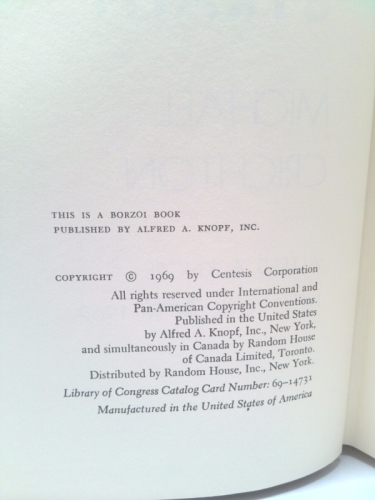 THIS IS A BORZOI BOOK
PUBLISHED BY ALFRED A. KNOPF, INC.
COPYRIGHT © 1969 by Centesis Corporation
All rights reserved under International and
Pan-American Copyright Conventions.
Published in the United States
by Alfred A. Knopf, Inc., New York,
and simultaneously in Canada by Random House
of Canada Limited, Toronto.
Distributed by Random House, Inc., New York.
Library of Congress Catalog Card Number: 69-14731
Manufactured in the United States of America